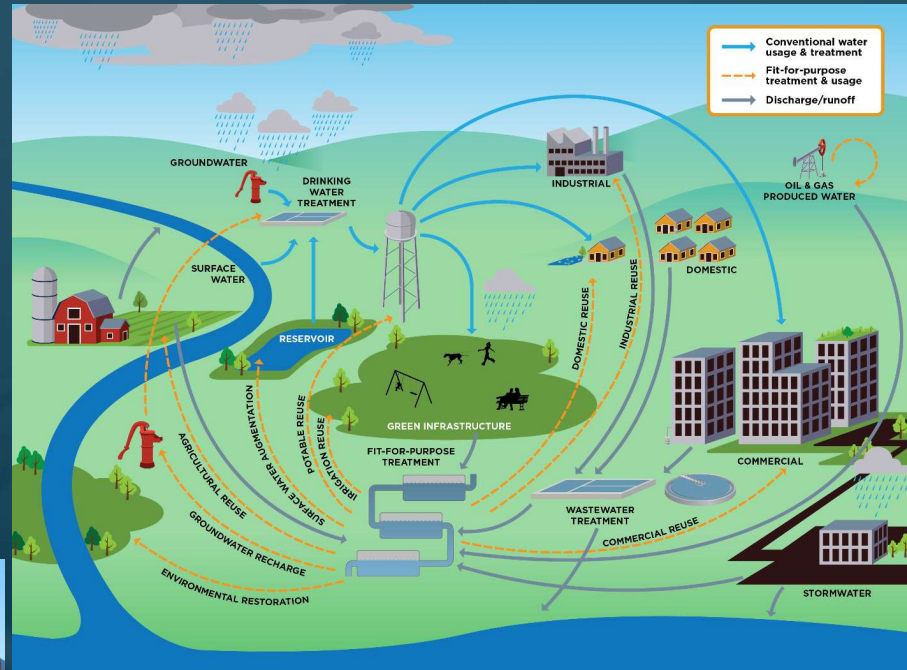 Conventional water
usage & treatment
Fit-for-purpose
treatment & usage
Discharge/runoff
GROUNDWATER
DRINKING
WATER
TREATMENT
INDUSTRIAL
OIL & GAS
PRODUCED WATER
SURFACE
WATER
DOMESTIC
RESERVOIR
DOMESTIC REUSE
INDUSTRIAL REUSE
GREEN INFRASTRUCTURE
FIT-FOR-PURPOSE
TREATMENT
POTABLE REUSE
IRRIGATION REUSE
SURFACE WATER AUGMENTATION
AGRICULTURAL REUSE
GROUNDWATER RECHARGE
ENVIRONMENTAL RESTORATION
WASTEWATER
TREATMENT
COMMERCIAL
COMMERCIAL REUSE
STORMWATER